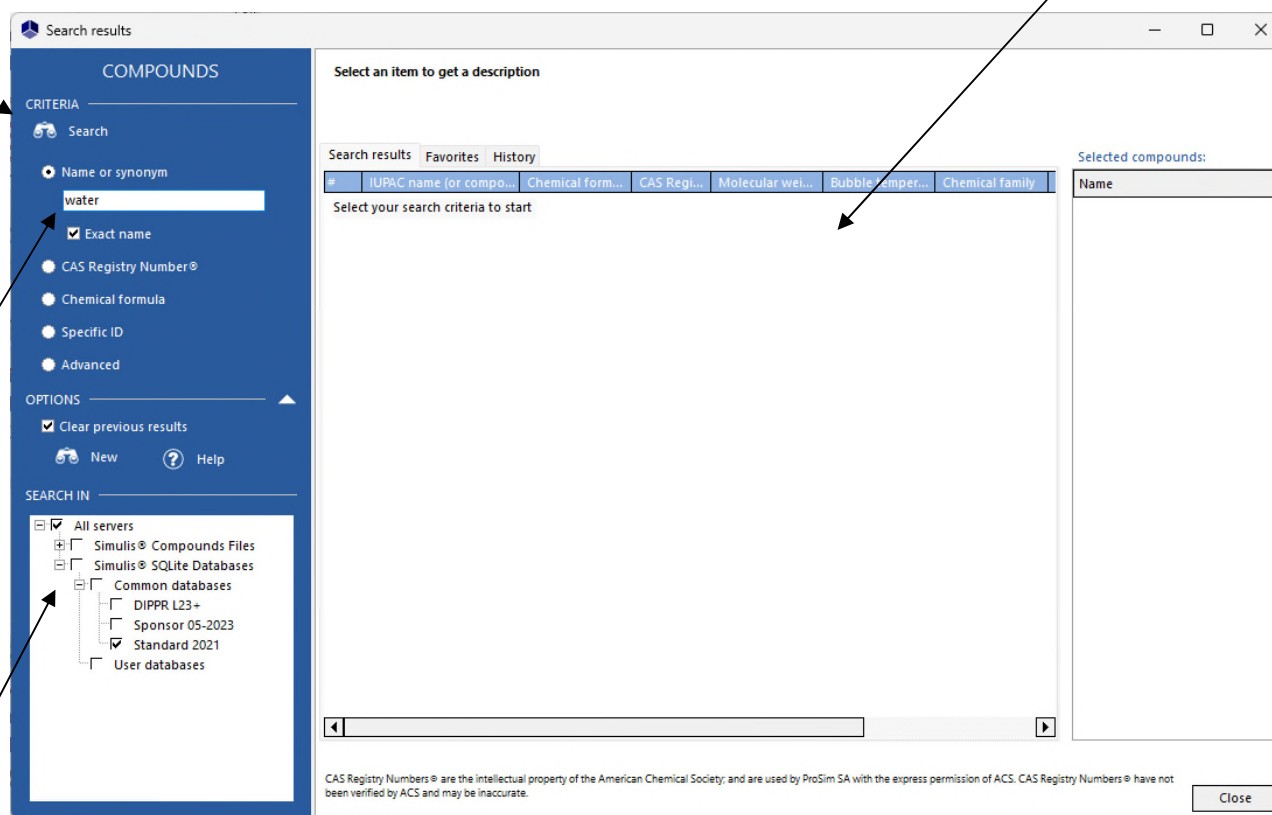 Search results
COMPOUNDS
CRITERIA
Search
Name or synonym
water
Exact name
CAS Registry Number®
Chemical formula
Specific ID
Advanced
OPTIONS
Clear previous results
New
? Help
SEARCH IN
All servers
Simulis® Compounds Files
Simulis® SQLite Databases
Common databases
DIPPR L23+
Sponsor 05-2023
Standard 2021
User databases
Select an item to get a description
Search results Favorites History
# IUPAC name (or compo... Chemical form... CAS Regi... Molecular wei... Bubble temper... Chemical family
Select your search criteria to start
Selected compounds:
Name
CAS Registry Numbers® are the intellectual property of the American Chemical Society; and are used by ProSim SA with the express permission of ACS. CAS Registry Numbers® have not
been verified by ACS and may be inaccurate.
Close